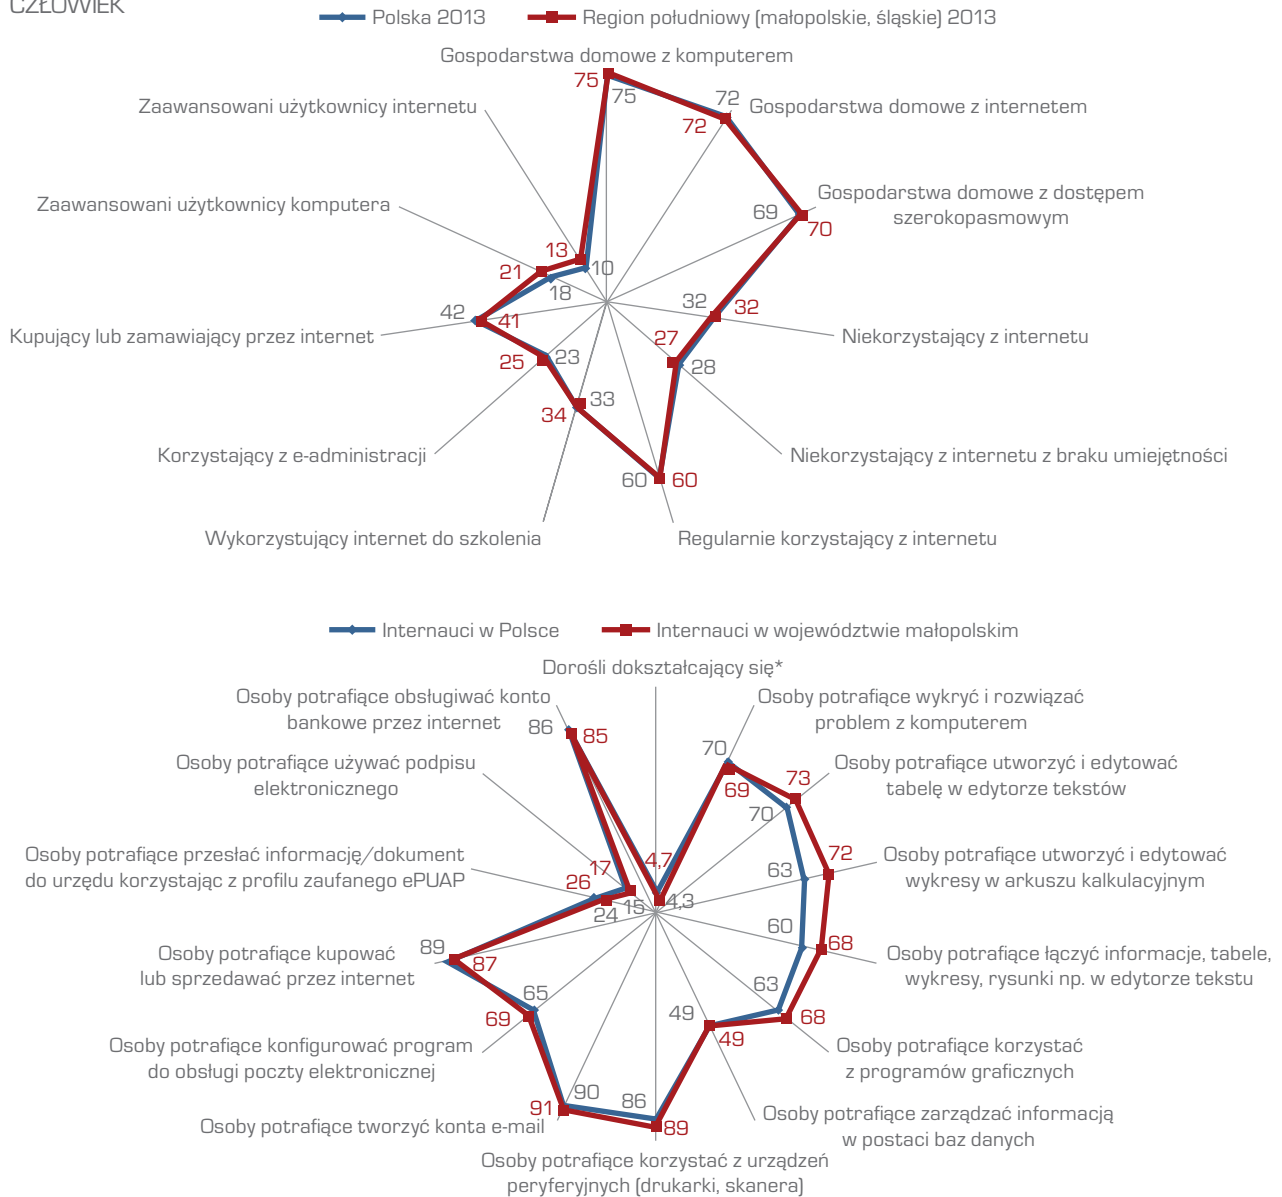 CZŁOWIEK
Polska 2013
Region południowy (małopolskie, śląskie) 2013
Gospodarstwa domowe z komputerem
75
75
Zaawansowani użytkownicy internetu
72
72
Gospodarstwa domowe z internetem
Zaawansowani użytkownicy komputera
Gospodarstwa domowe z dostępem
szerokopasmowym
69
70
13
10
21
18
42
41
Kupujący lub zamawiający przez internet
32
32
Niekorzystający z internetu
25
23
27
28
33
34
Korzystający z e-administracji
Niekorzystający z internetu z braku umiejętności
60
60
Wykorzystujący internet do szkolenia
Regularnie korzystający z internetu
Internauci w Polsce
Internauci w województwie małopolskim
Dorośli dokształcający się*
Osoby potrafiące obsługiwać konto
bankowe przez internet
86
85
Osoby potrafiące wykryć i rozwiązać
problem z komputerem
70
69
Osoby potrafiące używać podpisu
elektronicznego
Osoby potrafiące utworzyć i edytować
tabelę w edytorze tekstów
73
70
Osoby potrafiące przesłać informację/dokument
do urzędu korzystając z profilu zaufanego ePUAP
17
26
24
15
4,7
4,3
72
63
Osoby potrafiące utworzyć i edytować
wykresy w arkuszu kalkulacyjnym
Osoby potrafiące kupować
lub sprzedawać przez internet
89
87
60
68
Osoby potrafiące łączyć informacje, tabele,
wykresy, rysunki np. w edytorze tekstu
65
69
63
68
Osoby potrafiące konfigurować program
do obsługi poczty elektronicznej
49
49
Osoby potrafiące korzystać
z programów graficznych
90
91
86
89
Osoby potrafiące tworzyć konta e-mail
Osoby potrafiące zarządzać informacją
w postaci baz danych
Osoby potrafiące korzystać z urządzeń
peryferyjnych (drukarki, skanera)